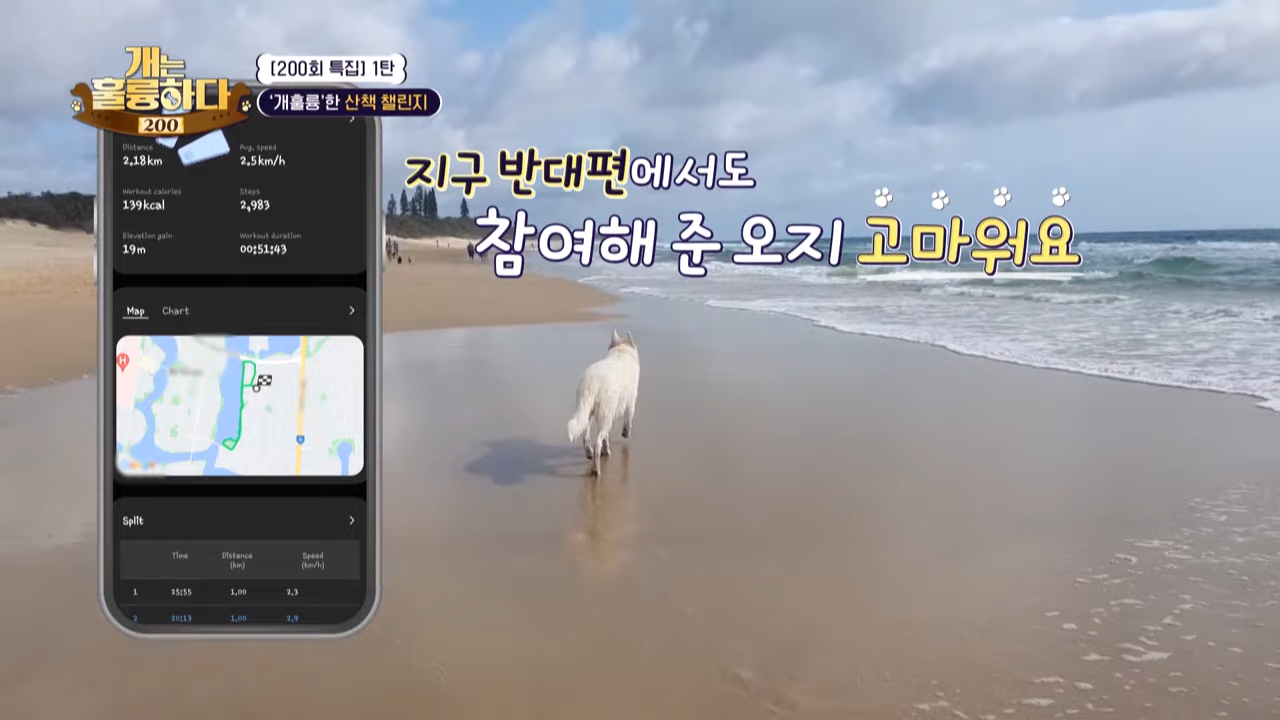 개는
훌륭하다
200
[200회 특집] 1탄
'개훌륭'한 산책 챌린지
지구 반대편에서도
참여해 준 오지 고마워요
Distance
2,18km
Avg. speed
2,5km/h
Workout calories
139kcal
Steps
2,983
Elevation gain
19m
Workout duration
00:51:43
Map
Chart
H
Split
Time
Distance
(km)
Speed
(km/h)
1 25:55 1,00 2,3
2 20:13 1,00 2,9